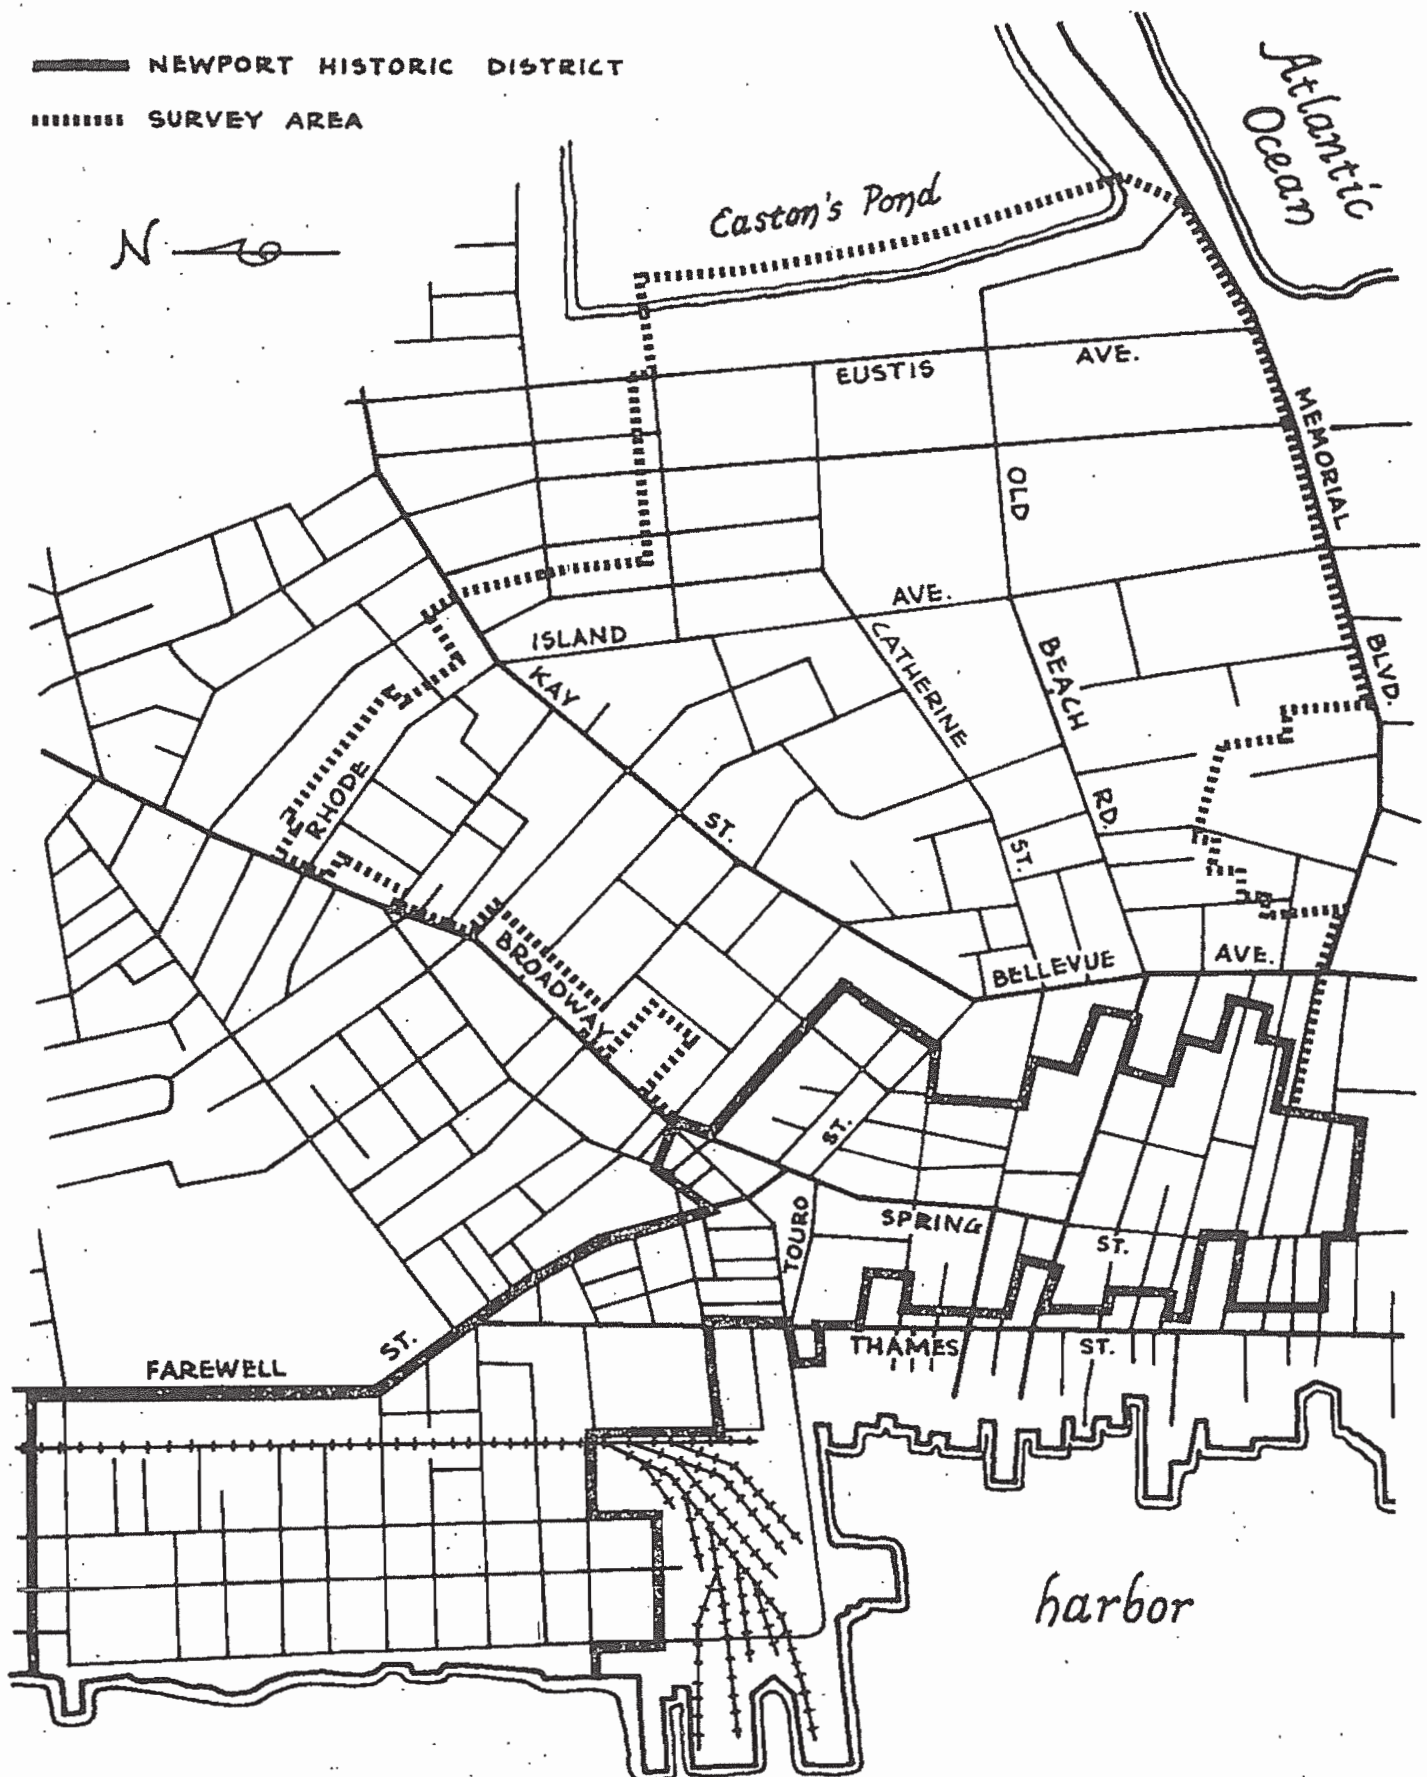 NEWPORT HISTORIC DISTRICT
SURVEY AREA
Atlantic
Ocean
Easton's Pond
N
EUSTIS AVE.
MEMORIAL BLVD.
OLD BEACH RD.
RHODE ISLAND AVE.
KAY ST.
CATHERINE ST.
BROADWAY
BELLEVUE AVE.
ST.
TOURO
SPRING ST.
THAMES ST.
FAREWELL ST.
harbor